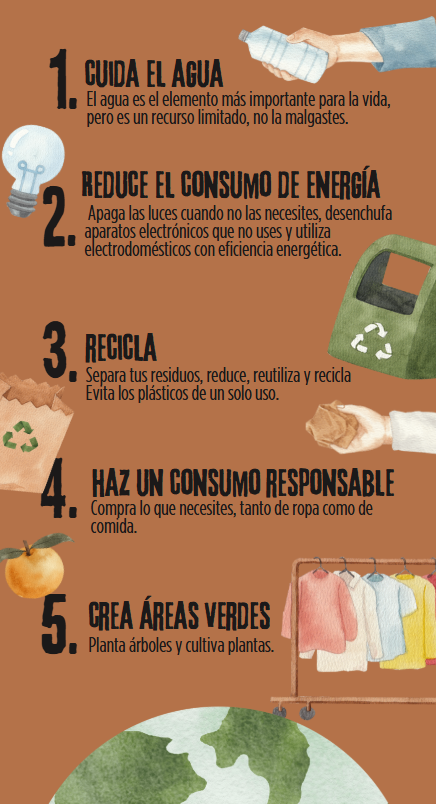 1. CUIDA EL AGUA
El agua es el elemento más importante para la vida,
pero es un recurso limitado, no la malgastes.
2. REDUCE EL CONSUMO DE ENERGÍA
Apaga las luces cuando no las necesites, desenchufa
aparatos electrónicos que no uses y utiliza
electrodomésticos con eficiencia energética.
3. RECICLA
Separa tus residuos, reduce, reutiliza y recicla
Evita los plásticos de un solo uso.
4. HAZ UN CONSUMO RESPONSABLE
Compra lo que necesites, tanto de ropa como de
comida.
5. CREA ÁREAS VERDES
Planta árboles y cultiva plantas.